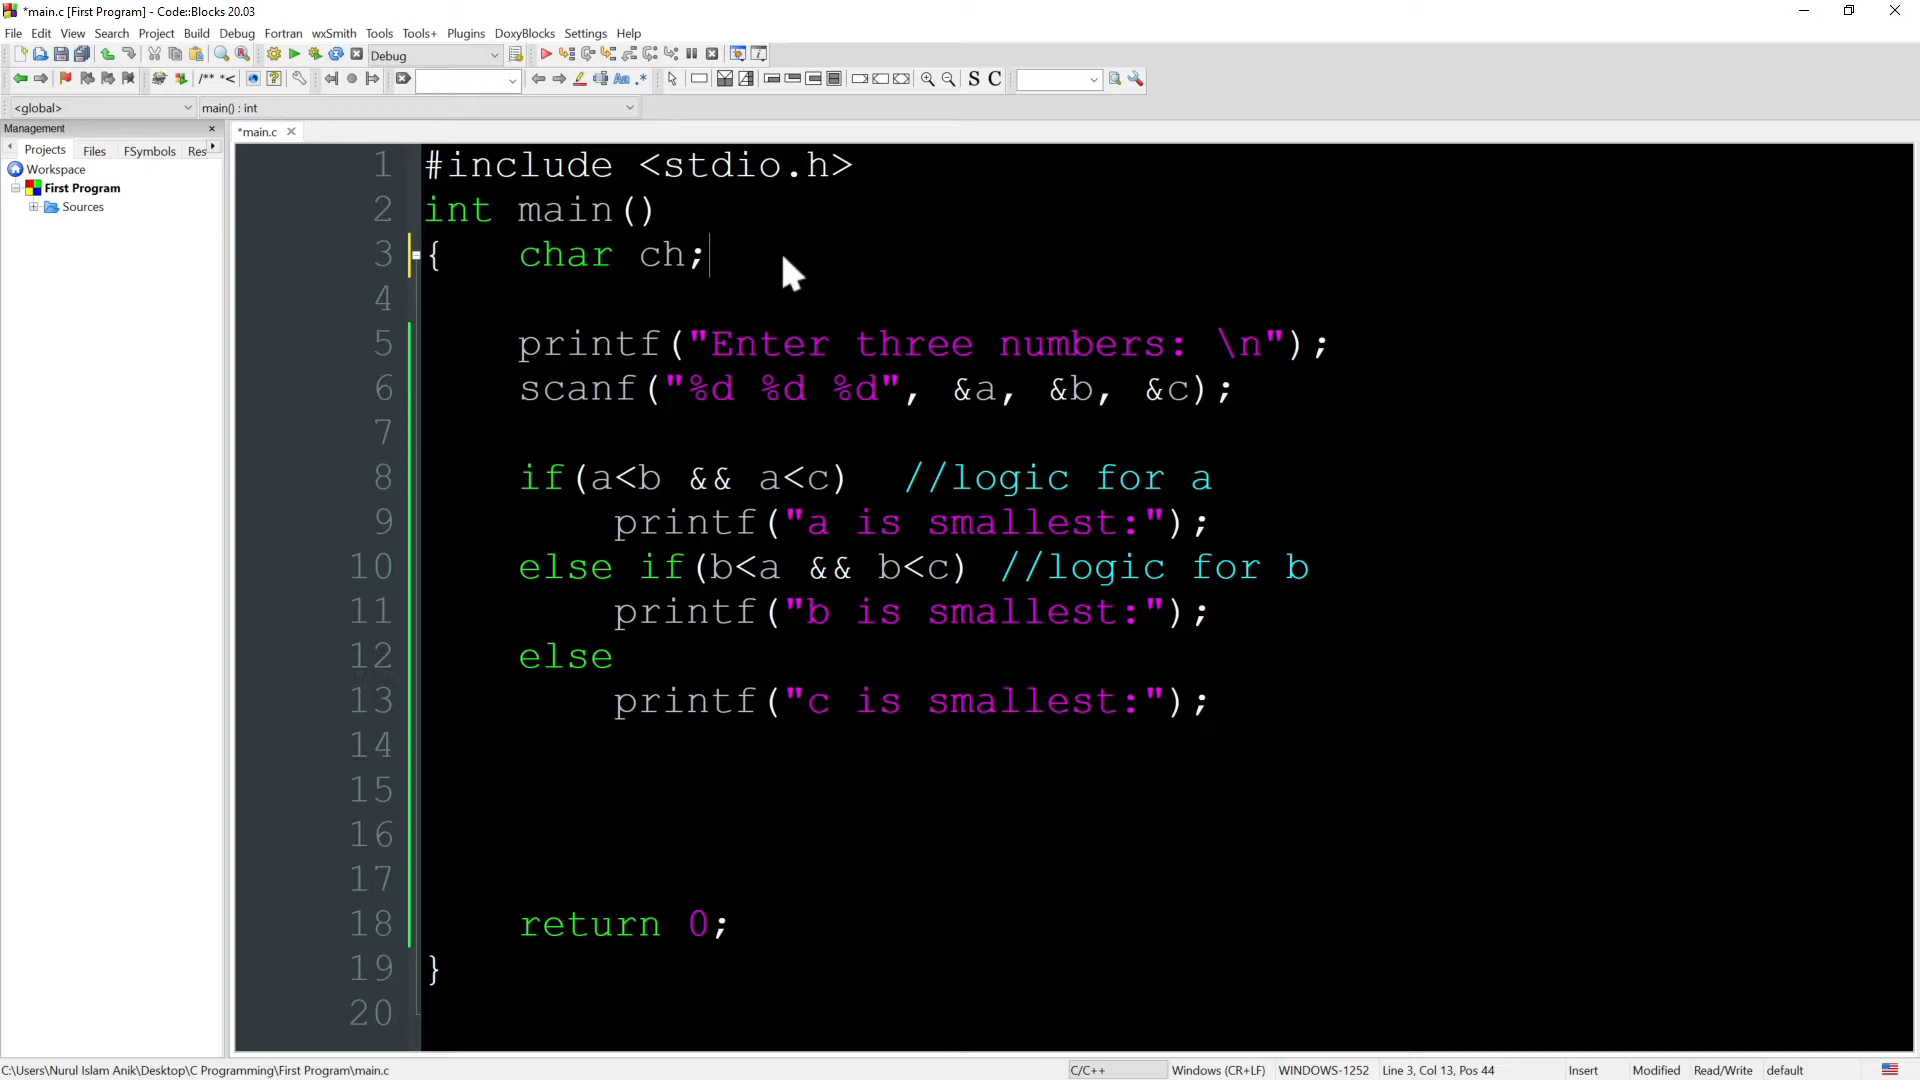 *main.c [First Program] - Code::Blocks 20.03
File Edit View Search Project Build Debug Fortran wxSmith Tools Tools+ Plugins DoxyBlocks Settings Help
Debug
/** *< Aa .* S C
<global> main() : int
Management
Projects Files FSymbols Res
Workspace
First Program
Sources
*main.c
1 #include <stdio.h>
2 int main()
3 { char ch;
4
5 printf("Enter three numbers: \n");
6 scanf("%d %d %d", &a, &b, &c);
7
8 if(a<b && a<c) //logic for a
9 printf("a is smallest:");
10 else if(b<a && b<c) //logic for b
11 printf("b is smallest:");
12 else
13 printf("c is smallest:");
14
15
16
17
18 return 0;
19 }
20
C:\Users\Nurul Islam Anik\Desktop\C Programming\First Program\main.c C/C++ Windows (CR+LF) WINDOWS-1252 Line 3, Col 13, Pos 44 Insert Modified Read/Write default